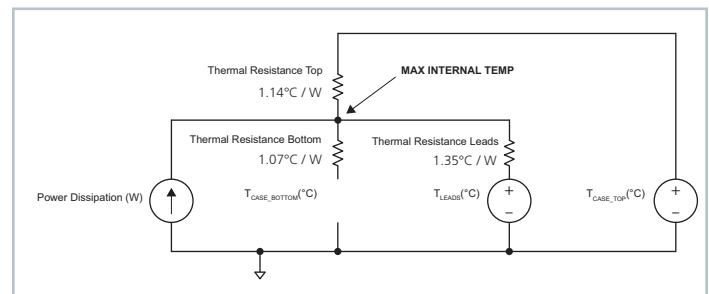 Thermal Resistance Top
1.14°C / W
MAX INTERNAL TEMP
Thermal Resistance Bottom
1.07°C / W
Thermal Resistance Leads
1.35°C / W
Power Dissipation (W)
TCASE_BOTTOM(°C)
TLEADS(°C)
+
–
TCASE_TOP(°C)
+
–